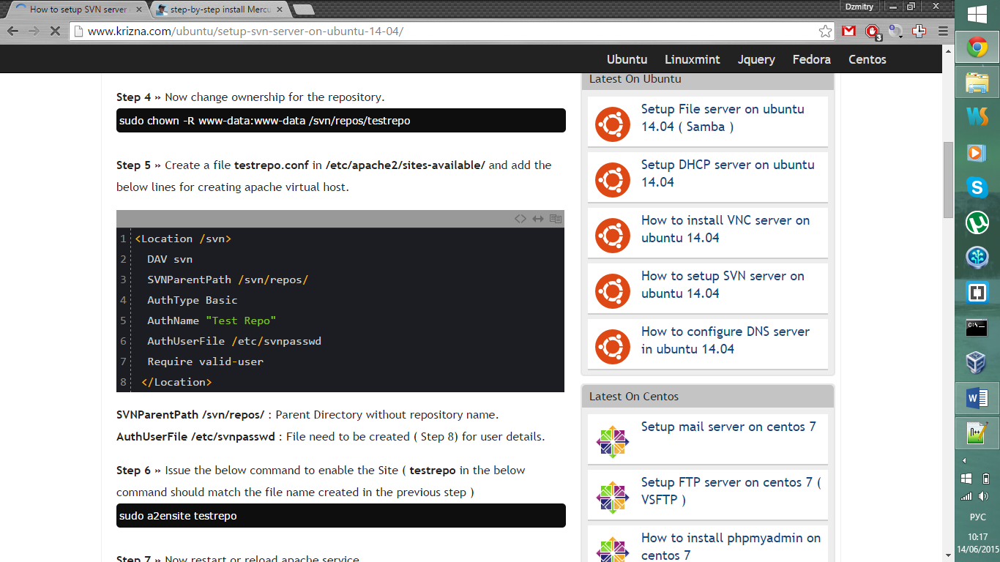 How to setup SVN server
step-by-step install Mercu
Dzmitry
www.krizna.com/ubuntu/setup-svn-server-on-ubuntu-14-04/
3
Ubuntu Linuxmint Jquery Fedora Centos
Step 4 » Now change ownership for the repository.
sudo chown -R www-data:www-data /svn/repos/testrepo
Step 5 » Create a file testrepo.conf in /etc/apache2/sites-available/ and add the
below lines for creating apache virtual host.
1 <Location /svn>
2 DAV svn
3 SVNParentPath /svn/repos/
4 AuthType Basic
5 AuthName "Test Repo"
6 AuthUserFile /etc/svnpasswd
7 Require valid-user
8 </Location>
SVNParentPath /svn/repos/ : Parent Directory without repository name.
AuthUserFile /etc/svnpasswd : File need to be created ( Step 8) for user details.
Step 6 » Issue the below command to enable the Site ( testrepo in the below
command should match the file name created in the previous step )
sudo a2ensite testrepo
Step 7 » Now restart or reload apache service
Latest On Ubuntu
Setup File server on ubuntu
14.04 ( Samba )
Setup DHCP server on ubuntu
14.04
How to install VNC server on
ubuntu 14.04
How to setup SVN server on
ubuntu 14.04
How to configure DNS server
in ubuntu 14.04
Latest On Centos
Setup mail server on centos 7
Setup FTP server on centos 7 (
VSFTP )
How to install phpmyadmin on
centos 7
РУС
10:17
14/06/2015